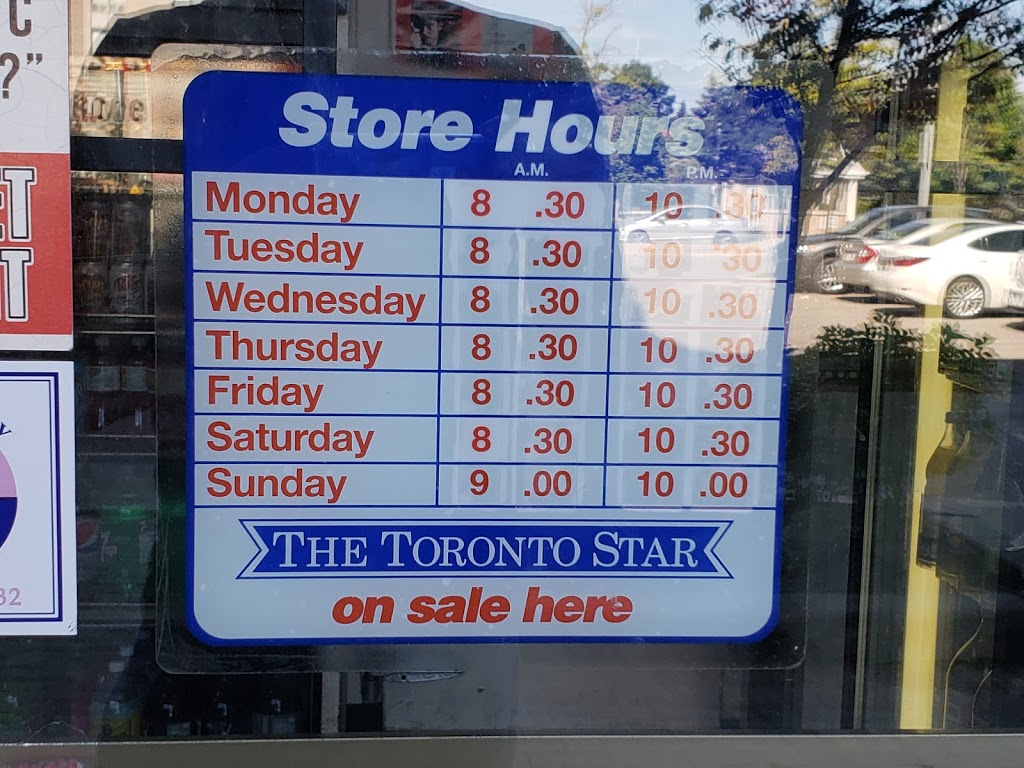 C
?"
Store Hours
A.M. P.M.
Monday 8 .30 10 30
Tuesday 8 .30 10 30
Wednesday 8 .30 10 .30
Thursday 8 .30 10 .30
Friday 8 .30 10 .30
Saturday 8 .30 10 .30
Sunday 9 .00 10 .00
THE TORONTO STAR
on sale here
ET
T
32